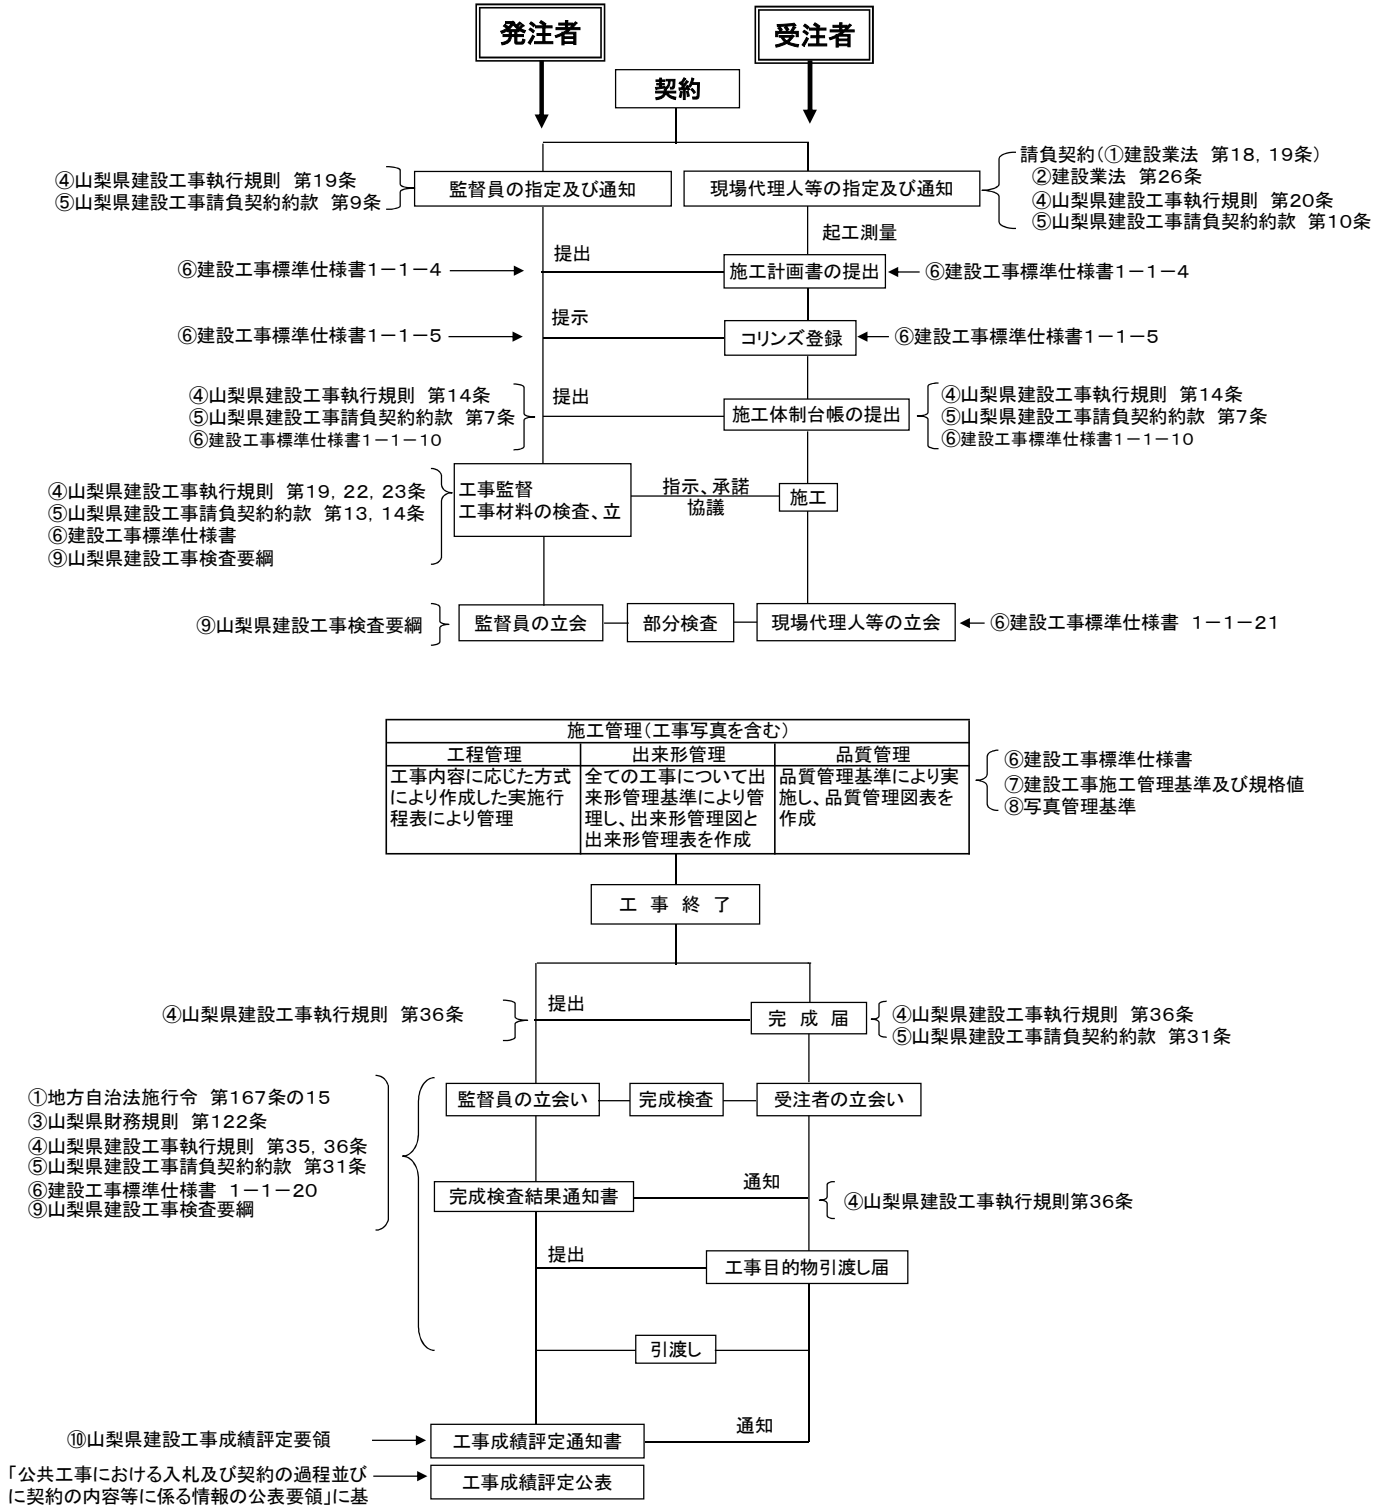 発注者
受注者
契約
④山梨県建設工事執行規則　第19条
⑤山梨県建設工事請負契約約款　第9条
監督員の指定及び通知
現場代理人等の指定及び通知
請負契約（①建設業法　第18，19条）
②建設業法　第26条
④山梨県建設工事執行規則　第20条
⑤山梨県建設工事請負契約約款　第10条
起工測量
⑥建設工事標準仕様書1－1－4
提出
施工計画書の提出
⑥建設工事標準仕様書1－1－4
⑥建設工事標準仕様書1－1－5
提示
コリンズ登録
⑥建設工事標準仕様書1－1－5
④山梨県建設工事執行規則　第14条
⑤山梨県建設工事請負契約約款　第7条
⑥建設工事標準仕様書1－1－10
提出
施工体制台帳の提出
④山梨県建設工事執行規則　第14条
⑤山梨県建設工事請負契約約款　第7条
⑥建設工事標準仕様書1－1－10
④山梨県建設工事執行規則　第19，22，23条
⑤山梨県建設工事請負契約約款　第13，14条
⑥建設工事標準仕様書
⑨山梨県建設工事検査要綱
工事監督
工事材料の検査、立
指示、承諾
協議
施工
⑨山梨県建設工事検査要綱
監督員の立会
部分検査
現場代理人等の立会
⑥建設工事標準仕様書　1－1－21
施工管理（工事写真を含む）
工程管理
出来形管理
品質管理
工事内容に応じた方式
により作成した実施行
程表により管理
全ての工事について出
来形管理基準により管
理し、出来形管理図と
出来形管理表を作成
品質管理基準により実
施し、品質管理図表を
作成
⑥建設工事標準仕様書
⑦建設工事施工管理基準及び規格値
⑧写真管理基準
工　事　終　了
④山梨県建設工事執行規則　第36条
提出
完　成　届
④山梨県建設工事執行規則　第36条
⑤山梨県建設工事請負契約約款　第31条
①地方自治法施行令　第167条の15
③山梨県財務規則　第122条
④山梨県建設工事執行規則　第35，36条
⑤山梨県建設工事請負契約約款　第31条
⑥建設工事標準仕様書　1－1－20
⑨山梨県建設工事検査要綱
監督員の立会い
完成検査
受注者の立会い
完成検査結果通知書
通知
④山梨県建設工事執行規則第36条
提出
工事目的物引渡し届
引渡し
⑩山梨県建設工事成績評定要領
工事成績評定通知書
通知
「公共工事における入札及び契約の過程並び
に契約の内容等に係る情報の公表要領」に基
工事成績評定公表